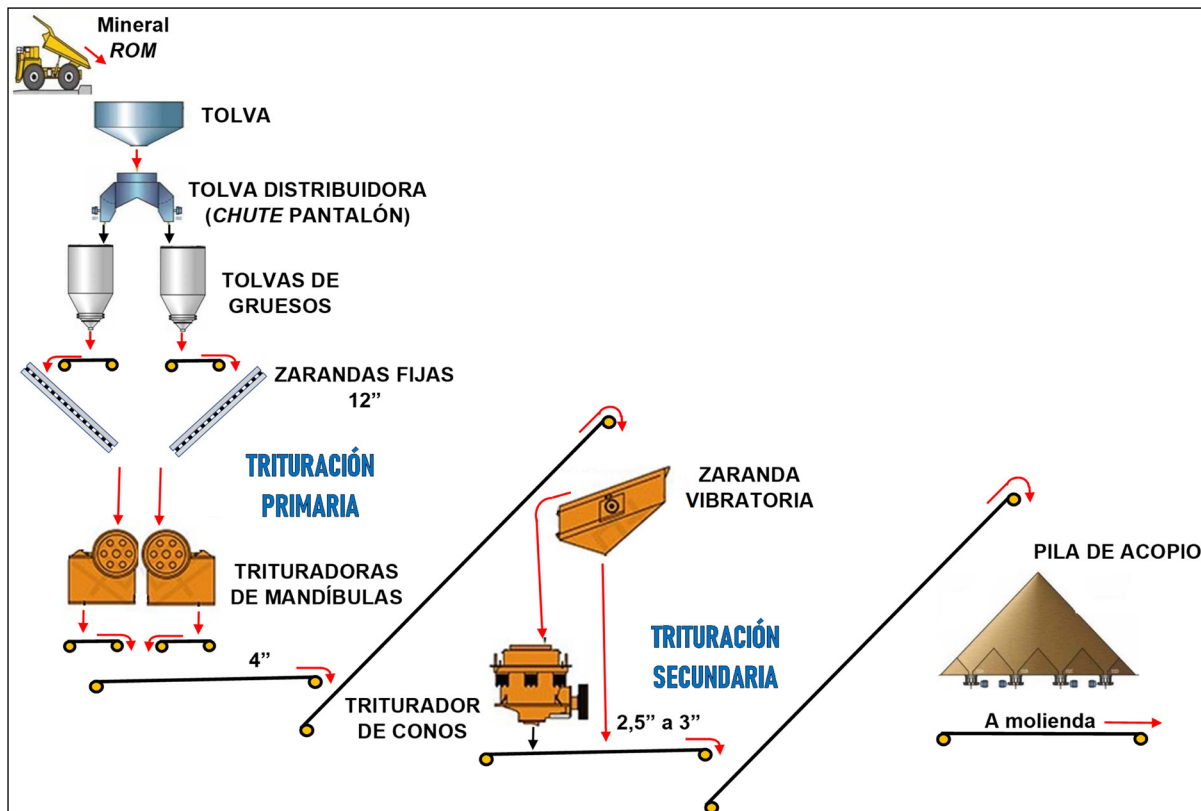 Mineral
ROM
TOLVA
TOLVA DISTRIBUIDORA
(CHUTE PANTALÓN)
TOLVAS DE
GRUESOS
ZARANDAS FIJAS
12”
TRITURACIÓN
PRIMARIA
TRITURADORAS
DE MANDÍBULAS
4”
ZARANDA
VIBRATORIA
TRITURACIÓN
SECUNDARIA
TRITURADOR
DE CONOS
2,5” a 3”
PILA DE ACOPIO
A molienda